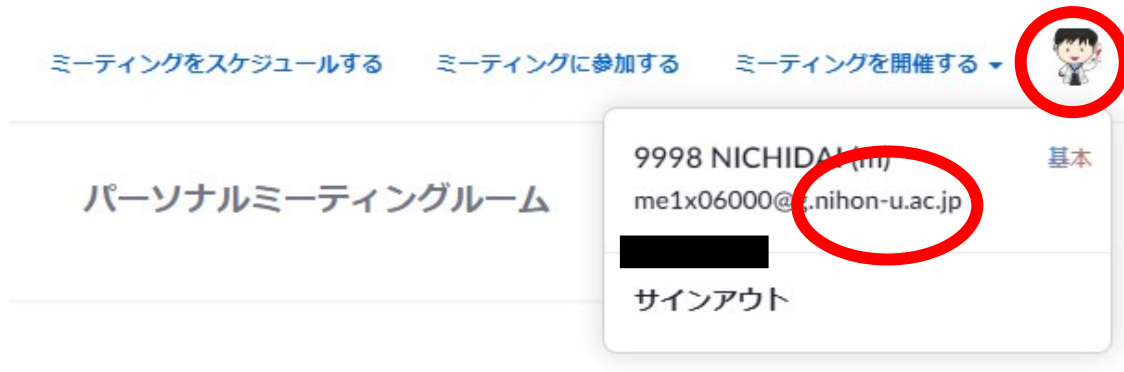 ミーティングをスケジュールする ミーティングに参加する ミーティングを開催する
9998 NICHIDAI (m) 基本
パーソナルミーティングルーム
me1x06000@g.nihon-u.ac.jp
サインアウト